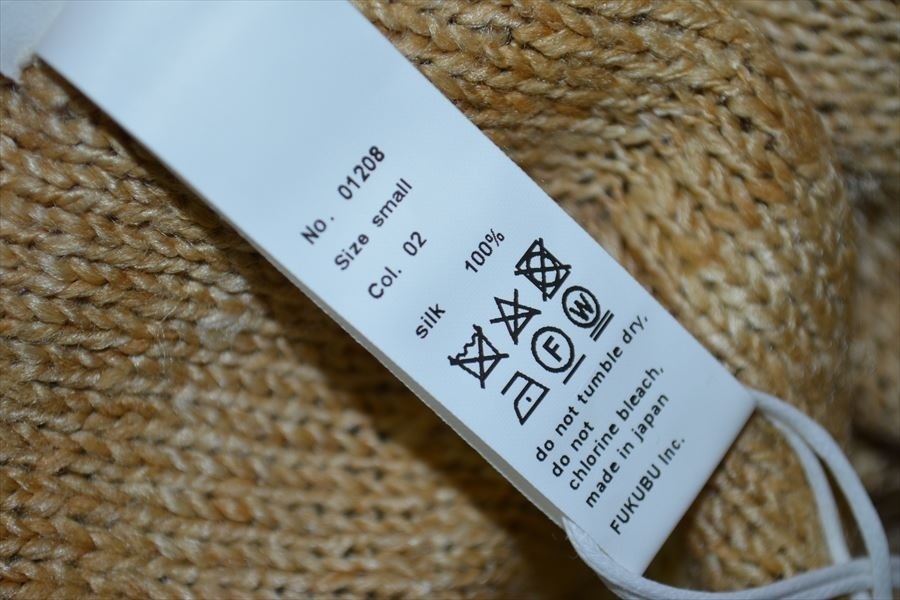 No. 01208
Size small
Col. 02
silk 100%
F W
do not tumble dry,
do not
chlorine bleach,
made in japan
FUKUBU Inc.